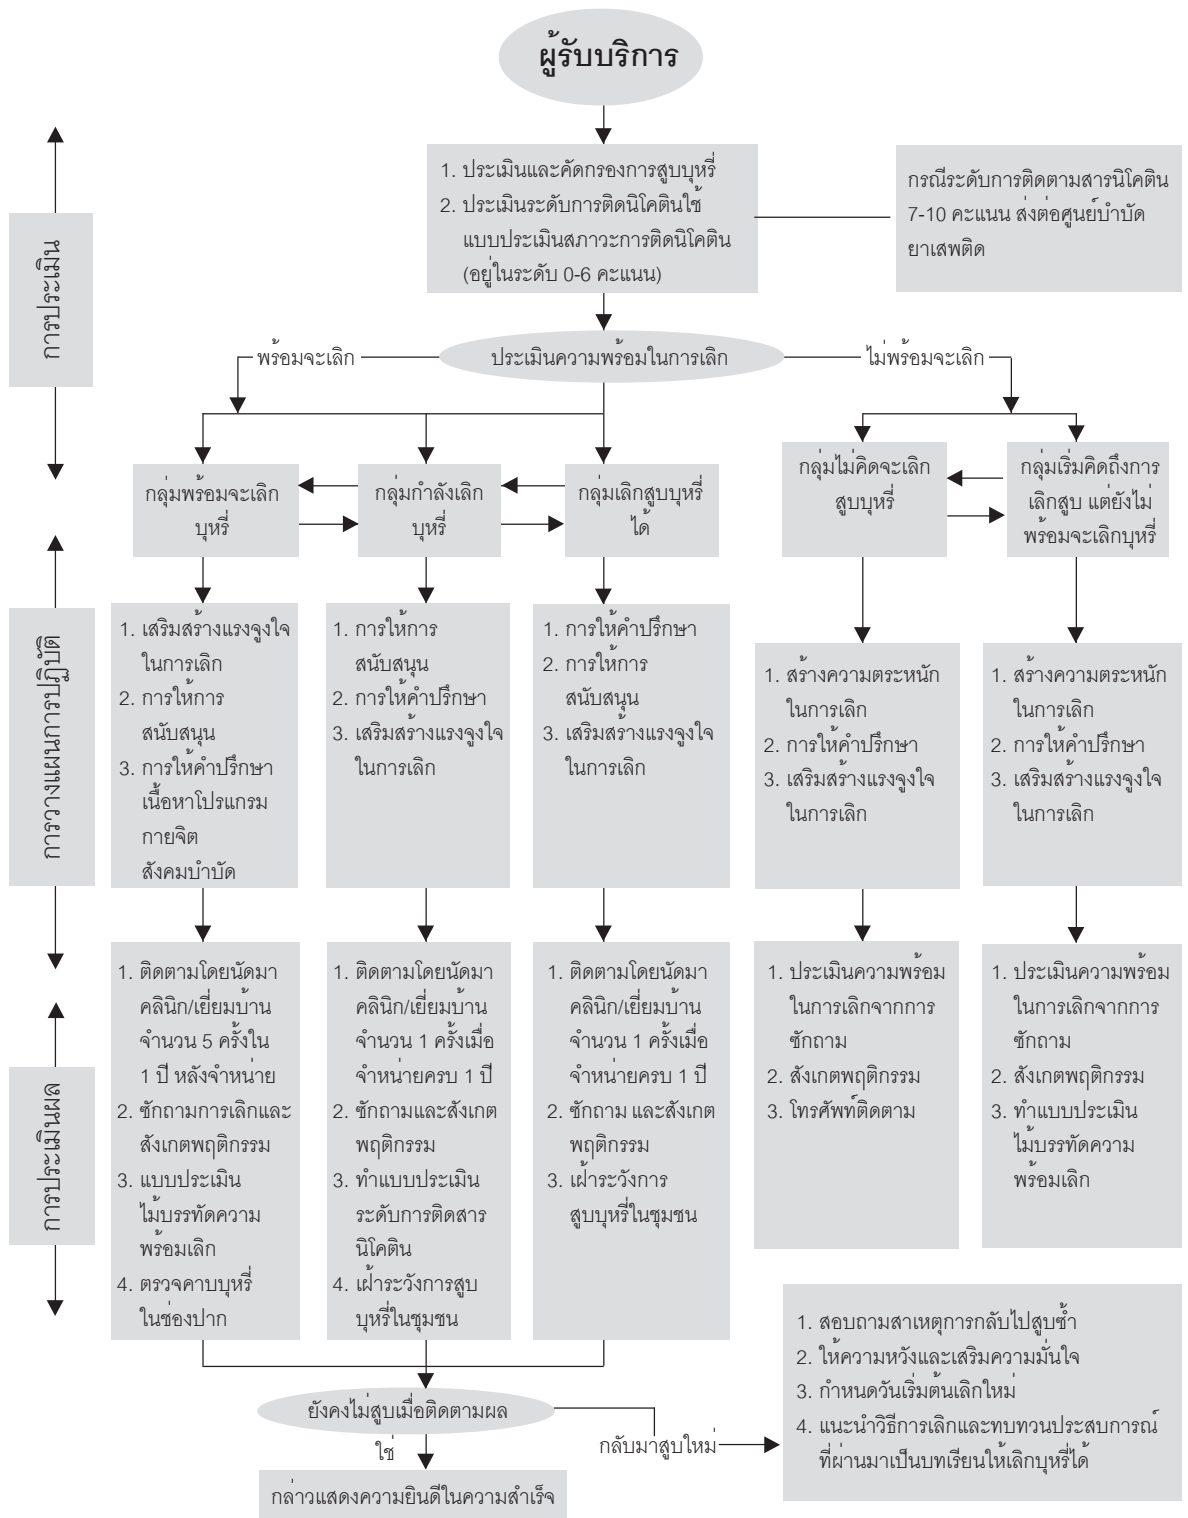 ผู้รับบริการ
1. ประเมินและคัดกรองการสูบบุหรี่
2. ประเมินระดับการติดนิโคตินใช้
แบบประเมินสภาวะการติดนิโคติน
(อยู่ในระดับ 0-6 คะแนน)
กรณีระดับการติดตามสารนิโคติน
7-10 คะแนน ส่งต่อศูนย์บำบัด
ยาเสพติด
การประเมิน
พร้อมจะเลิก
ประเมินความพร้อมในการเลิก
ไม่พร้อมจะเลิก
กลุ่มพร้อมจะเลิก
บุหรี่
กลุ่มกำลังเลิก
บุหรี่
กลุ่มเลิกสูบบุหรี่
ได้
กลุ่มไม่คิดจะเลิก
สูบบุหรี่
กลุ่มเริ่มคิดถึงการ
เลิกสูบ แต่ยังไม่
พร้อมจะเลิกบุหรี่
การวางแผนการปฏิบัติ
1. เสริมสร้างแรงจูงใจ
ในการเลิก
2. การให้การ
สนับสนุน
3. การให้คำปรึกษา
เนื้อหาโปรแกรม
กายจิต
สังคมบำบัด
1. การให้การ
สนับสนุน
2. การให้คำปรึกษา
3. เสริมสร้างแรงจูงใจ
ในการเลิก
1. การให้คำปรึกษา
2. การให้การ
สนับสนุน
3. เสริมสร้างแรงจูงใจ
ในการเลิก
1. สร้างความตระหนัก
ในการเลิก
2. การให้คำปรึกษา
3. เสริมสร้างแรงจูงใจ
ในการเลิก
1. สร้างความตระหนัก
ในการเลิก
2. การให้คำปรึกษา
3. เสริมสร้างแรงจูงใจ
ในการเลิก
การประเมินผล
1. ติดตามโดยนัดมา
คลินิก/เยี่ยมบ้าน
จำนวน 5 ครั้งใน
1 ปี หลังจำหน่าย
2. ซักถามการเลิกและ
สังเกตพฤติกรรม
3. แบบประเมิน
ไม้บรรทัดความ
พร้อมเลิก
4. ตรวจคาบบุหรี่
ในช่องปาก
1. ติดตามโดยนัดมา
คลินิก/เยี่ยมบ้าน
จำนวน 1 ครั้งเมื่อ
จำหน่ายครบ 1 ปี
2. ซักถามและสังเกต
พฤติกรรม
3. ทำแบบประเมิน
ระดับการติดสาร
นิโคติน
4. เฝ้าระวังการสูบ
บุหรี่ในชุมชน
1. ติดตามโดยนัดมา
คลินิก/เยี่ยมบ้าน
จำนวน 1 ครั้งเมื่อ
จำหน่ายครบ 1 ปี
2. ซักถาม และสังเกต
พฤติกรรม
3. เฝ้าระวังการ
สูบบุหรี่ในชุมชน
1. ประเมินความพร้อม
ในการเลิกจากการ
ซักถาม
2. สังเกตพฤติกรรม
3. โทรศัพท์ติดตาม
1. ประเมินความพร้อม
ในการเลิกจากการ
ซักถาม
2. สังเกตพฤติกรรม
3. ทำแบบประเมิน
ไม้บรรทัดความ
พร้อมเลิก
ยังคงไม่สูบเมื่อติดตามผล
ใช่
กลับมาสูบใหม่
กล่าวแสดงความยินดีในความสำเร็จ
1. สอบถามสาเหตุการกลับไปสูบซ้ำ
2. ให้ความหวังและเสริมความมั่นใจ
3. กำหนดวันเริ่มต้นเลิกใหม่
4. แนะนำวิธีการเลิกและทบทวนประสบการณ์
ที่ผ่านมาเป็นบทเรียนให้เลิกบุหรี่ได้